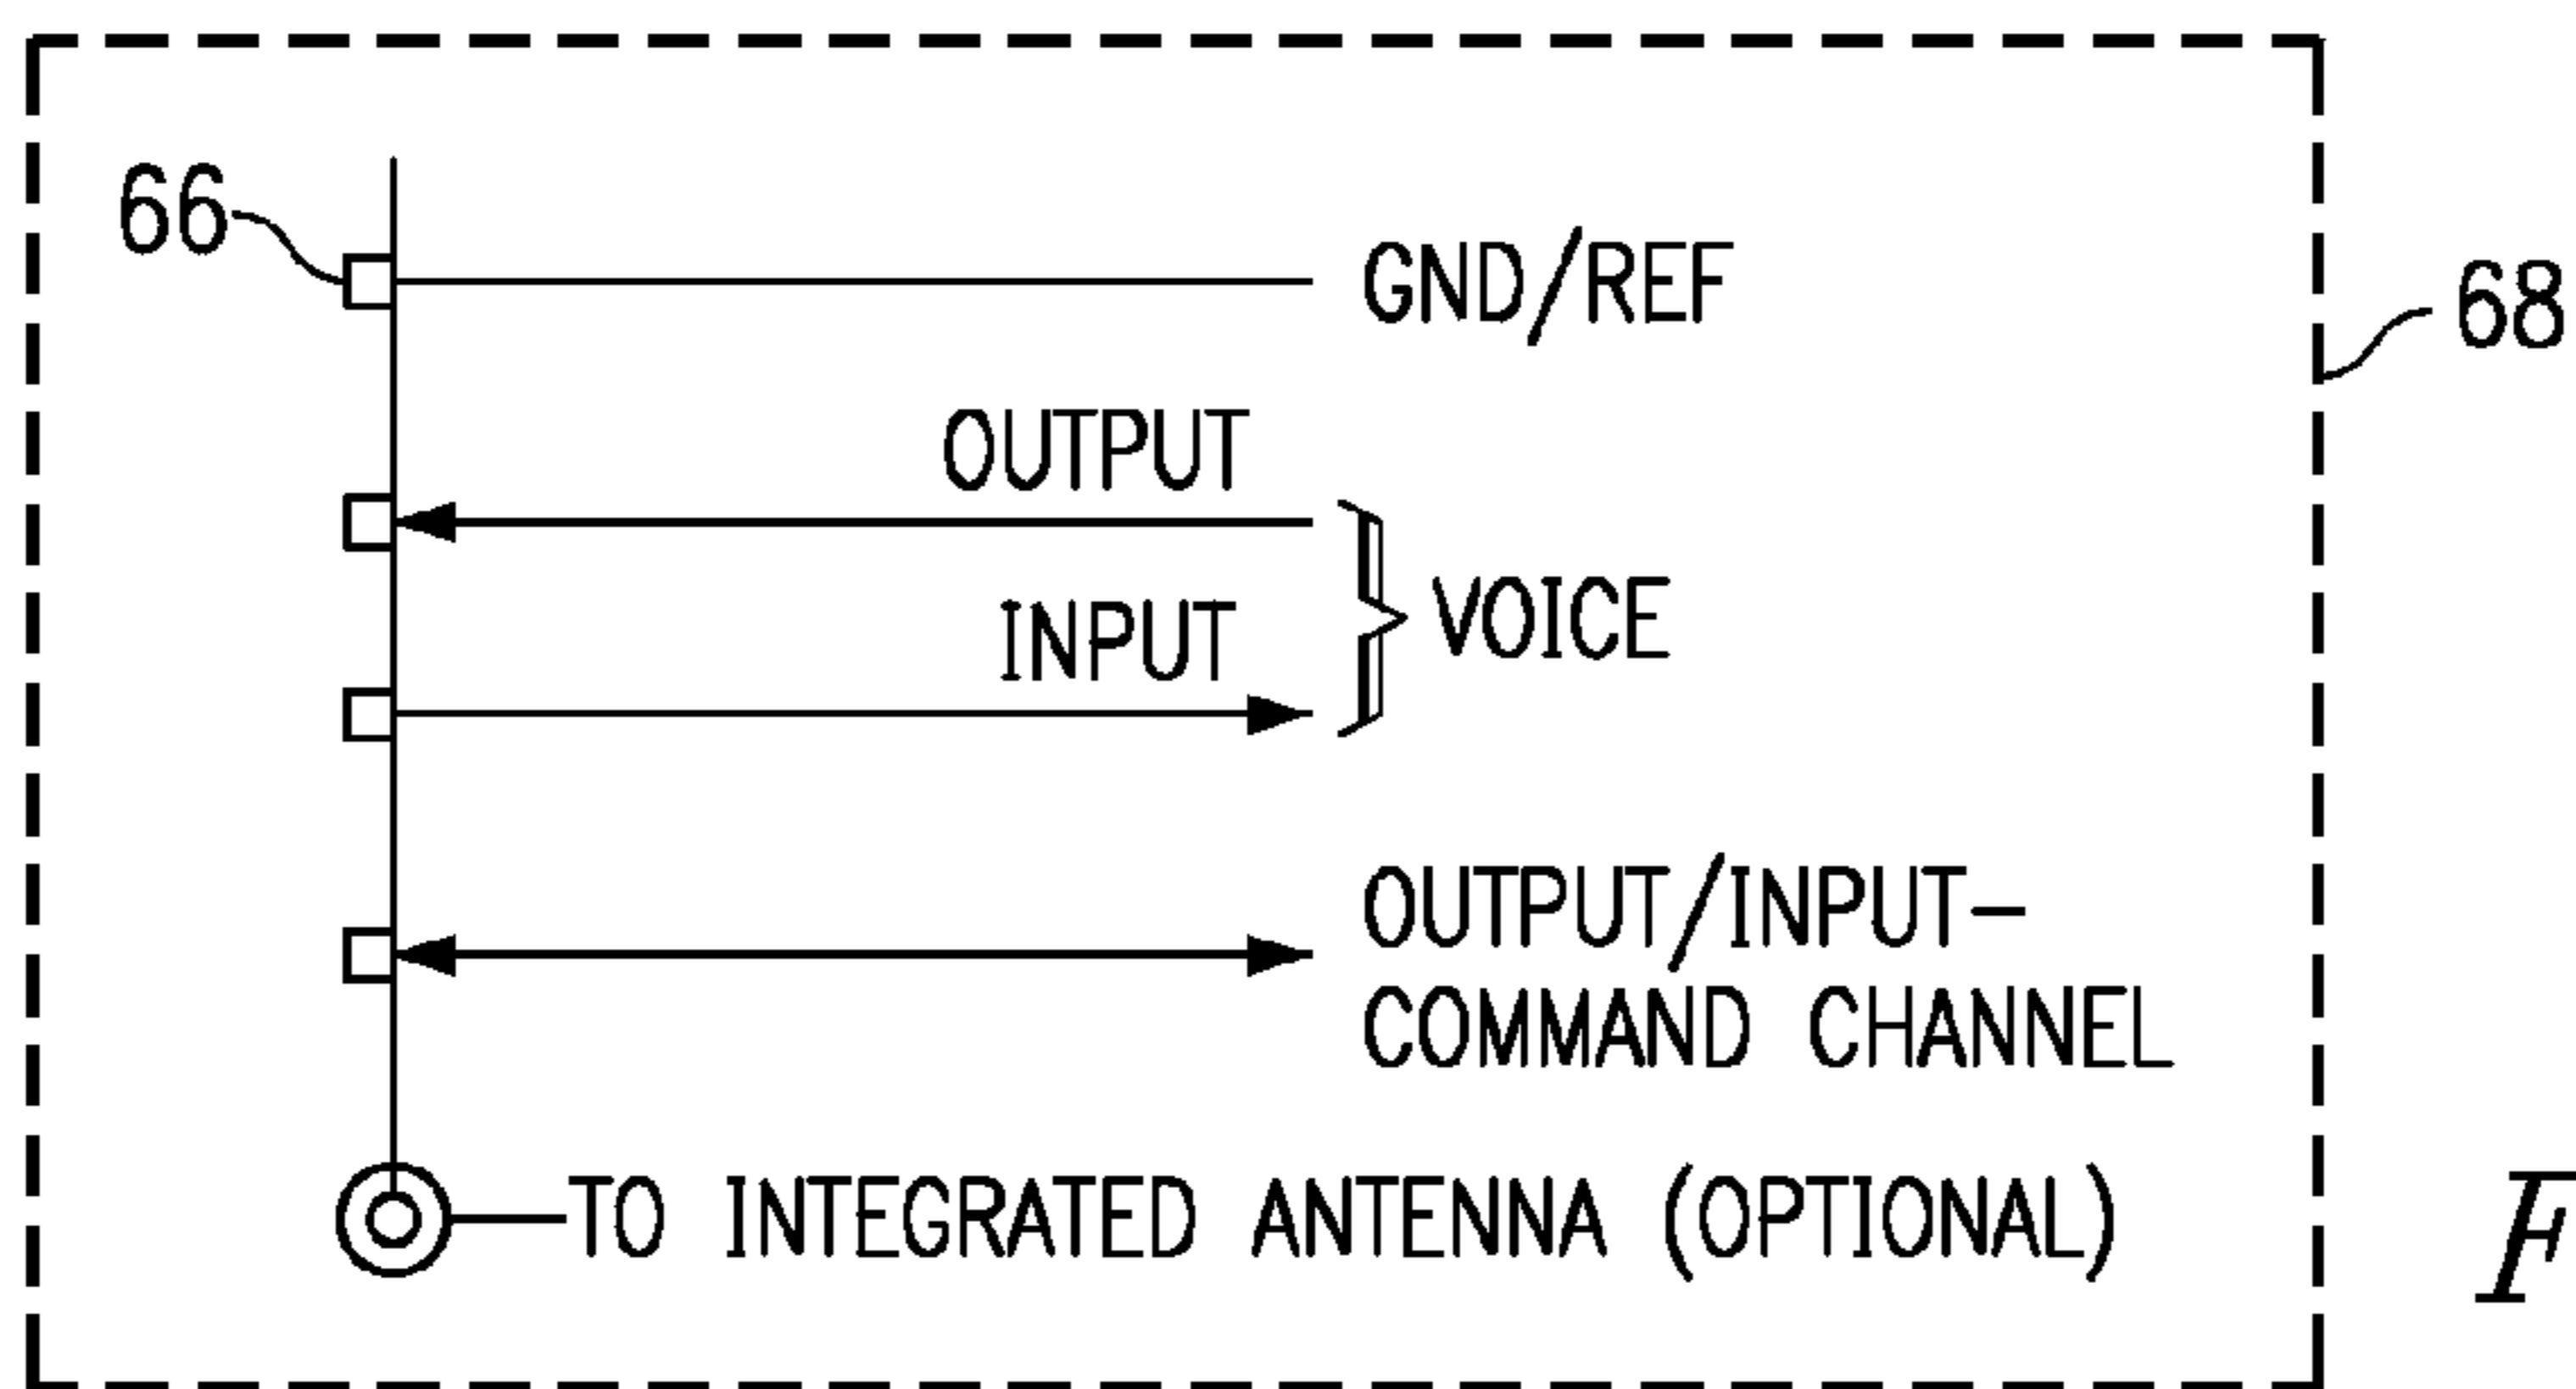 66
GND/REF
68
OUTPUT
INPUT
VOICE
OUTPUT/INPUT-
COMMAND CHANNEL
TO INTEGRATED ANTENNA (OPTIONAL)
F